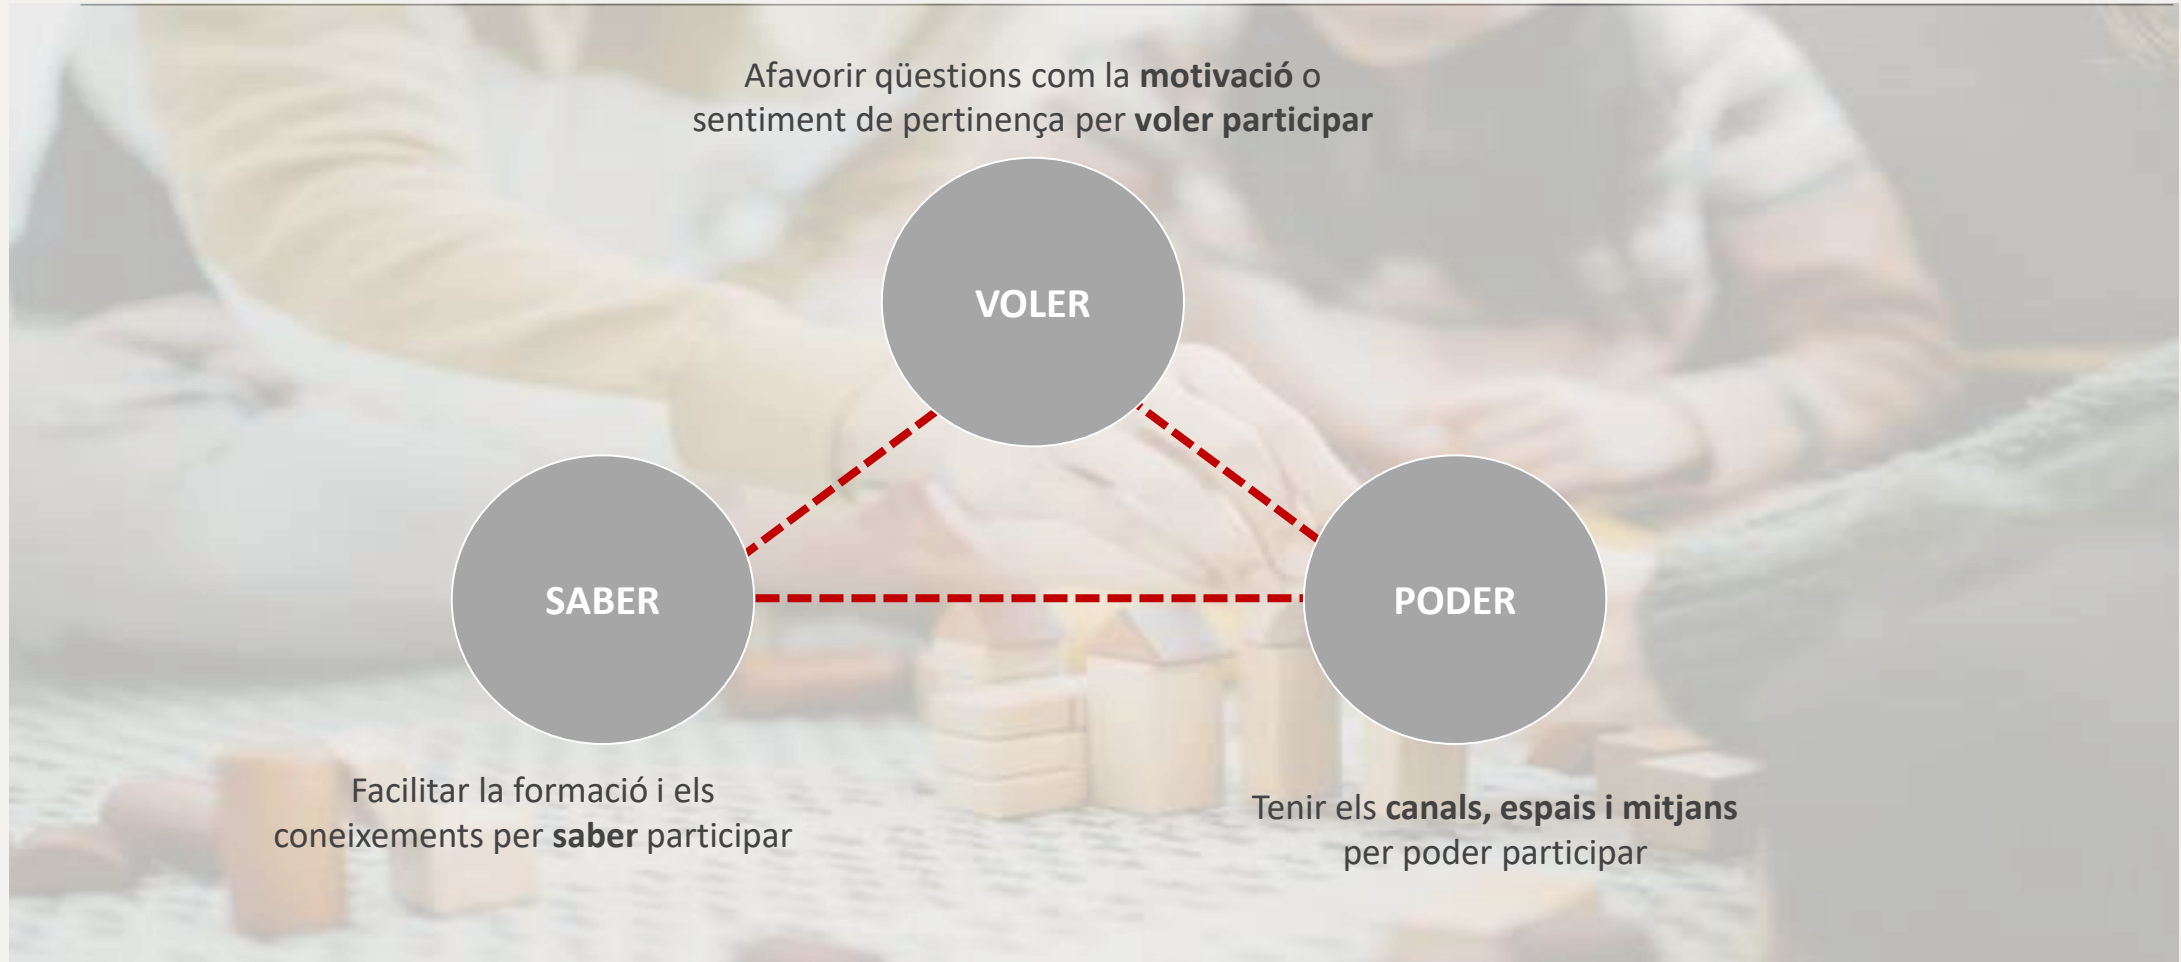 Afavorir qüestions com la motivació o
sentiment de pertinença per voler participar
VOLER
SABER
PODER
Facilitar la formació i els
coneixements per saber participar
Tenir els canals, espais i mitjans
per poder participar